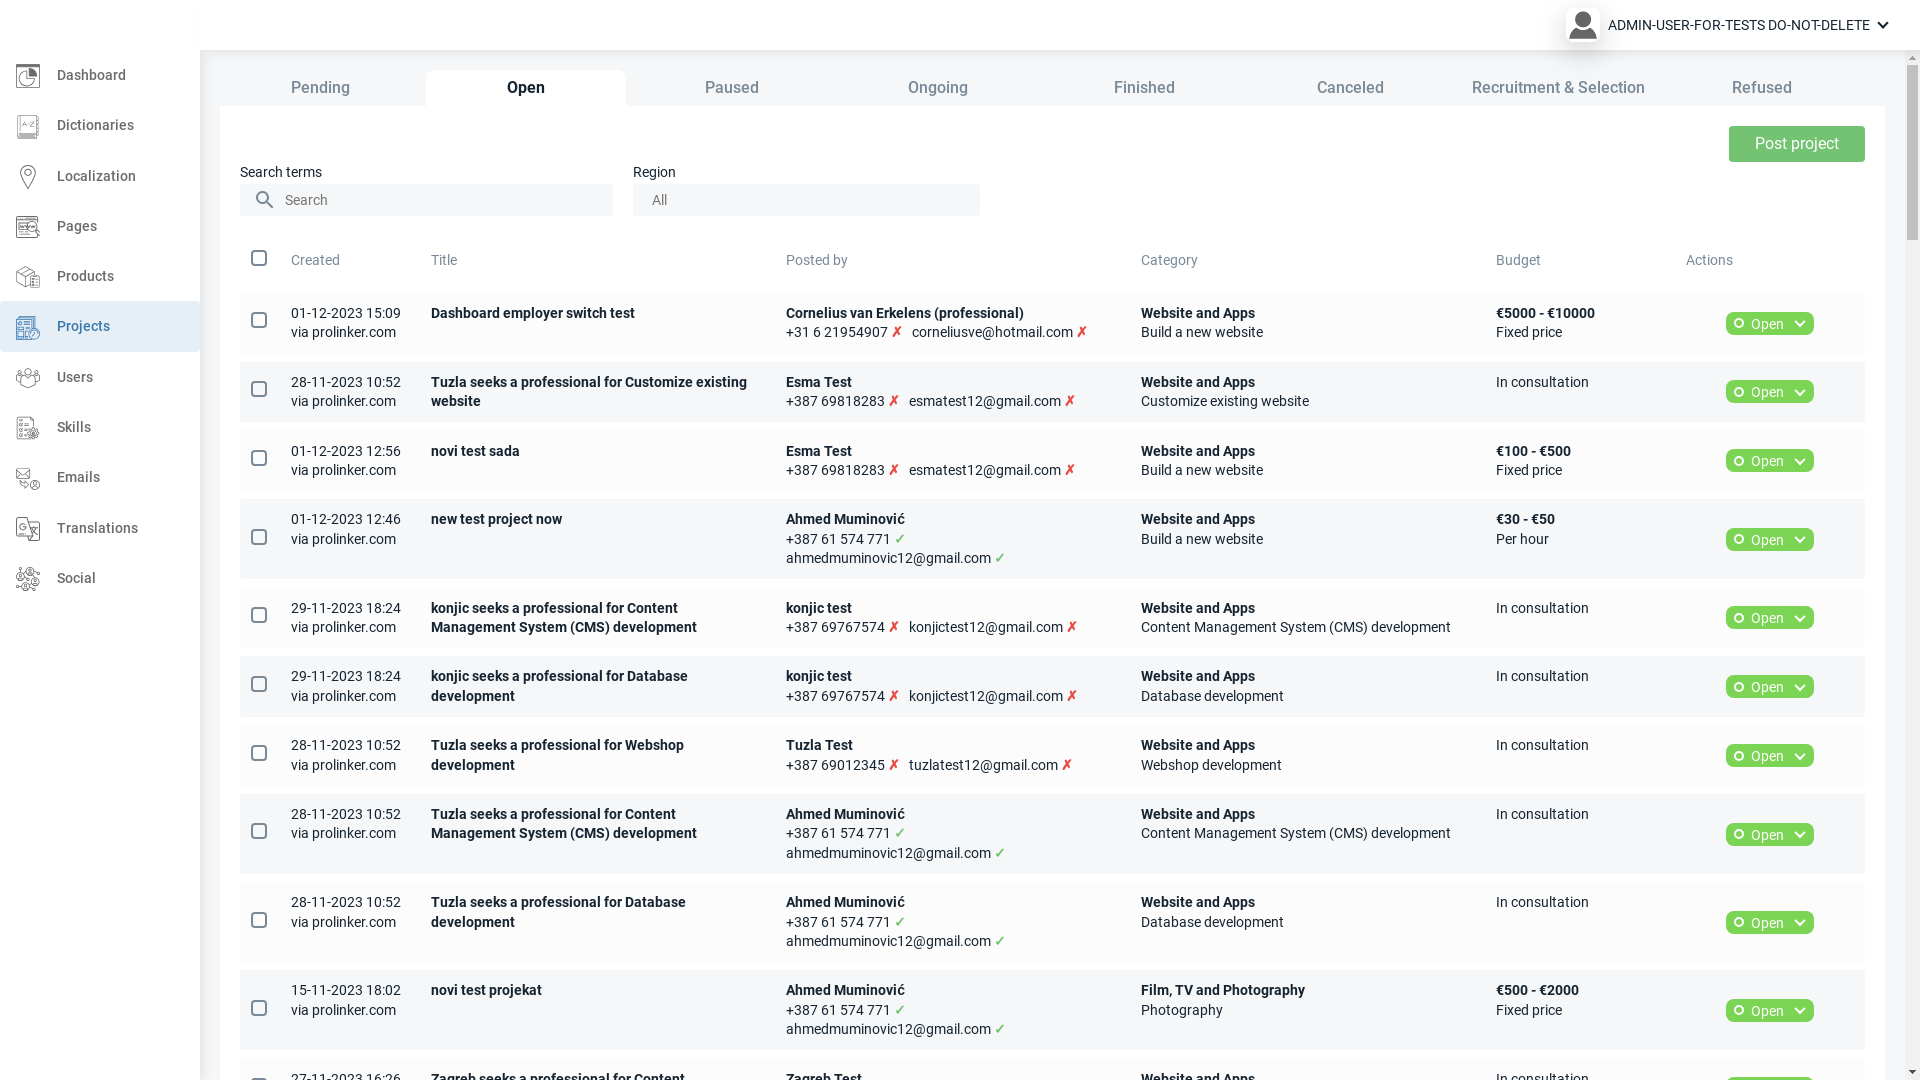 ADMIN-USER-FOR-TESTS DO-NOT-DELETE
Dashboard
Dictionaries
Localization
Pages
Products
Projects
Users
Skills
Emails
Translations
Social
Pending Open Paused Ongoing Finished Canceled Recruitment & Selection Refused
Post project
Search terms Region
Search All
Created Title Posted by Category Budget Actions
01-12-2023 15:09 Dashboard employer switch test Cornelius van Erkelens (professional) Website and Apps €5000 - €10000
via prolinker.com +31 6 21954907 ✗ corneliusve@hotmail.com ✗ Build a new website Fixed price Open
28-11-2023 10:52 Tuzla seeks a professional for Customize existing Esma Test Website and Apps In consultation
via prolinker.com website +387 69818283 ✗ esmatest12@gmail.com ✗ Customize existing website Open
01-12-2023 12:56 novi test sada Esma Test Website and Apps €100 - €500
via prolinker.com +387 69818283 ✗ esmatest12@gmail.com ✗ Build a new website Fixed price Open
01-12-2023 12:46 new test project now Ahmed Muminović Website and Apps €30 - €50
via prolinker.com +387 61 574 771 ✓ Build a new website Per hour Open
ahmedmuminovic12@gmail.com ✓
29-11-2023 18:24 konjic seeks a professional for Content konjic test Website and Apps In consultation
via prolinker.com Management System (CMS) development +387 69767574 ✗ konjictest12@gmail.com ✗ Content Management System (CMS) development Open
29-11-2023 18:24 konjic seeks a professional for Database konjic test Website and Apps In consultation
via prolinker.com development +387 69767574 ✗ konjictest12@gmail.com ✗ Database development Open
28-11-2023 10:52 Tuzla seeks a professional for Webshop Tuzla Test Website and Apps In consultation
via prolinker.com development +387 69012345 ✗ tuzlatest12@gmail.com ✗ Webshop development Open
28-11-2023 10:52 Tuzla seeks a professional for Content Ahmed Muminović Website and Apps In consultation
via prolinker.com Management System (CMS) development +387 61 574 771 ✓ Content Management System (CMS) development Open
ahmedmuminovic12@gmail.com ✓
28-11-2023 10:52 Tuzla seeks a professional for Database Ahmed Muminović Website and Apps In consultation
via prolinker.com development +387 61 574 771 ✓ Database development Open
ahmedmuminovic12@gmail.com ✓
15-11-2023 18:02 novi test projekat Ahmed Muminović Film, TV and Photography €500 - €2000
via prolinker.com +387 61 574 771 ✓ Photography Fixed price Open
ahmedmuminovic12@gmail.com ✓
27-11-2023 16:26 Zagreb seeks a professional for Content Zagreb Test Website and Apps In consultation